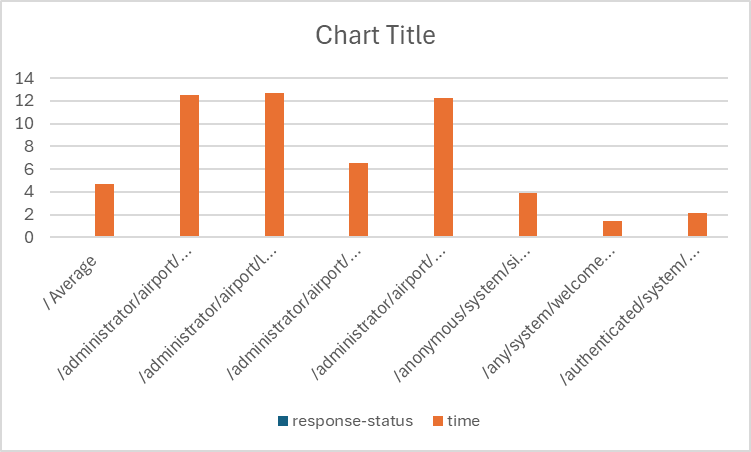 Chart Title
14
12
10
8
6
4
2
0
/ Average
/administrator/airport/...
/administrator/airport/l...
/administrator/airport/...
/administrator/airport/...
/anonymous/system/si...
/any/system/welcome...
/authenticated/system/...
response-status
time